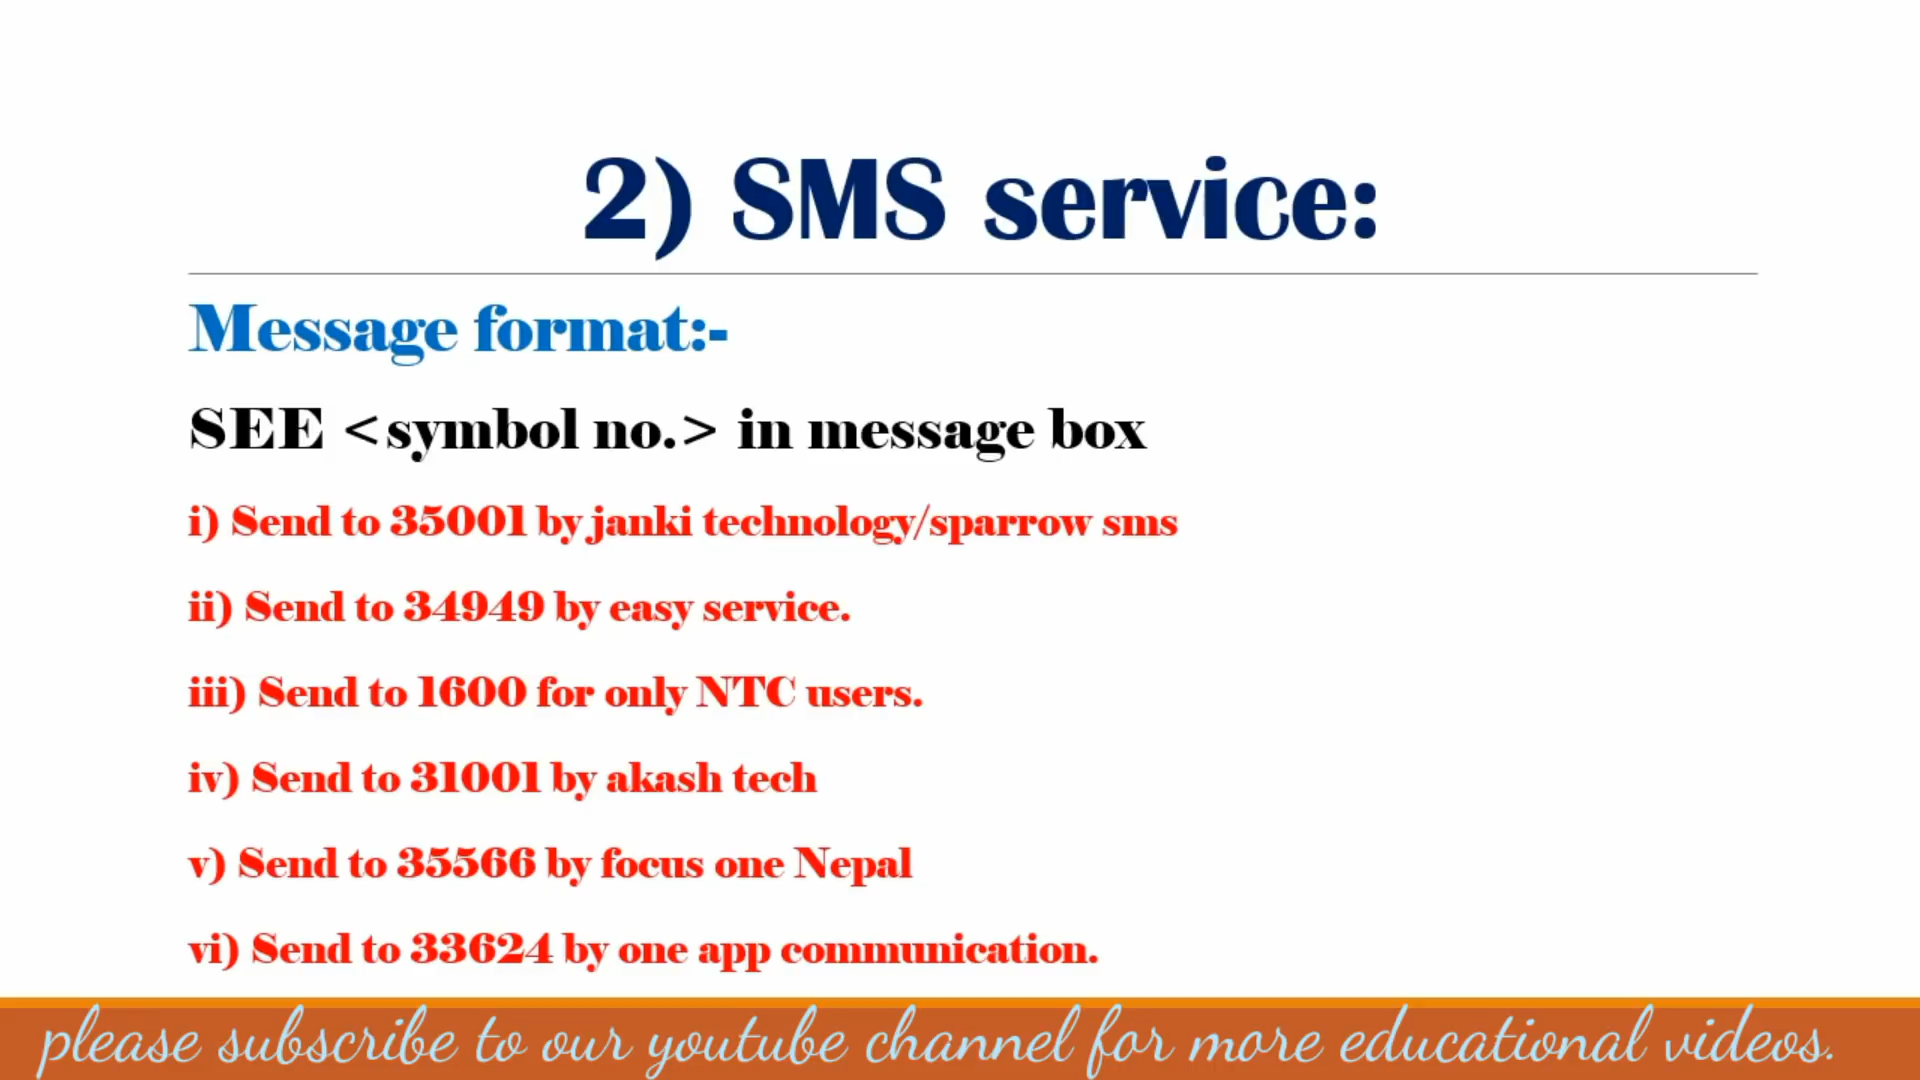 2) SMS service:
Message format:-
SEE <symbol no.> in message box
i) Send to 35001 by janki technology/sparrow sms
ii) Send to 34949 by easy service.
iii) Send to 1600 for only NTC users.
iv) Send to 31001 by akash tech
v) Send to 35566 by focus one Nepal
vi) Send to 33624 by one app communication.
please subscribe to our youtube channel for more educational videos.